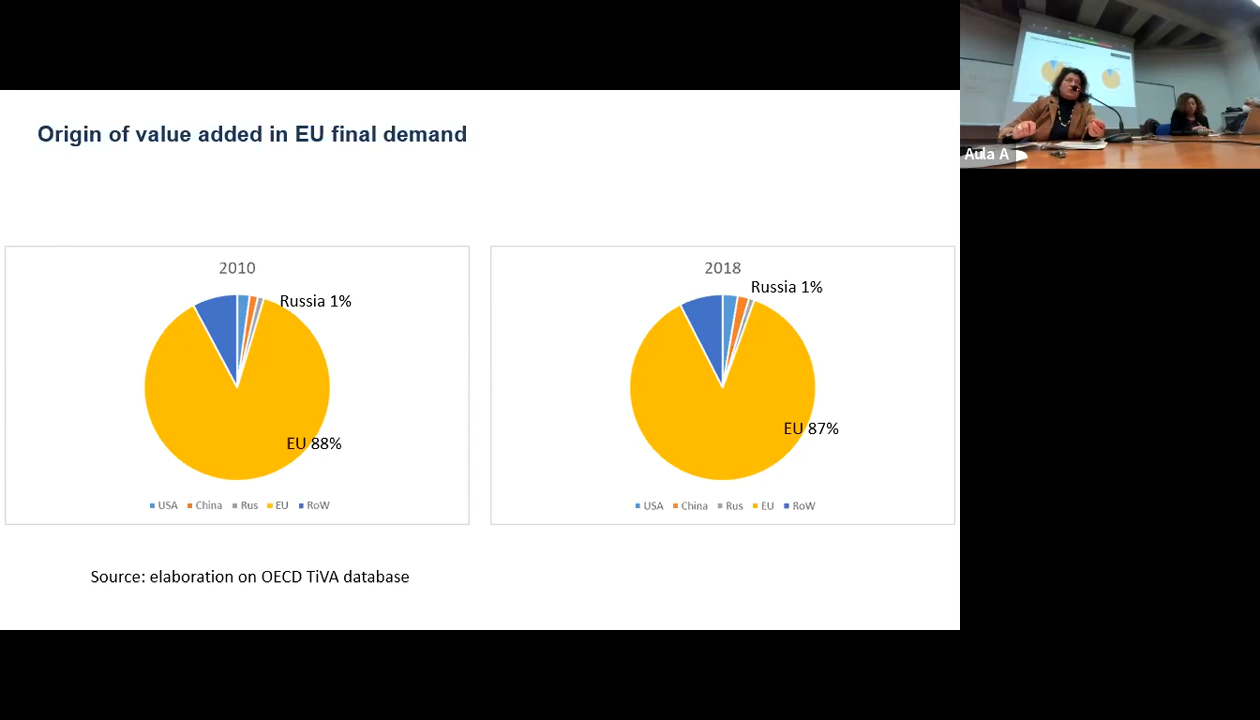 Origin of value added in EU final demand
2010
Russia 1%
EU 88%
USA China Rus EU RoW
2018
Russia 1%
EU 87%
USA China Rus EU RoW
Source: elaboration on OECD TiVA database
Aula A